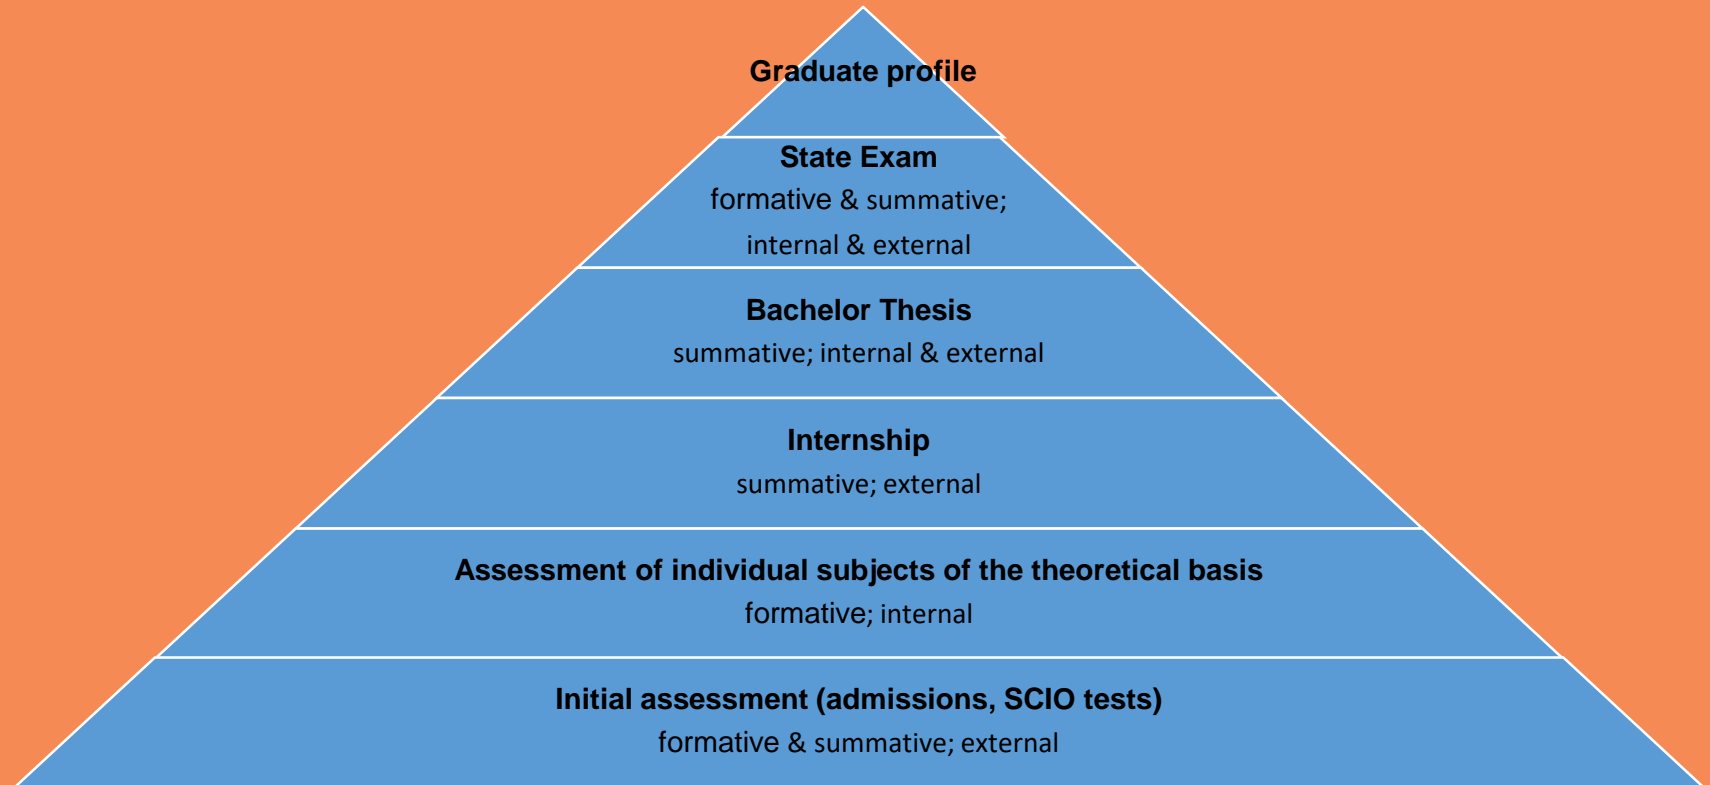 Graduate profile
State Exam
formative & summative;
internal & external
Bachelor Thesis
summative; internal & external
Internship
summative; external
Assessment of individual subjects of the theoretical basis
formative; internal
Initial assessment (admissions, SCIO tests)
formative & summative; external